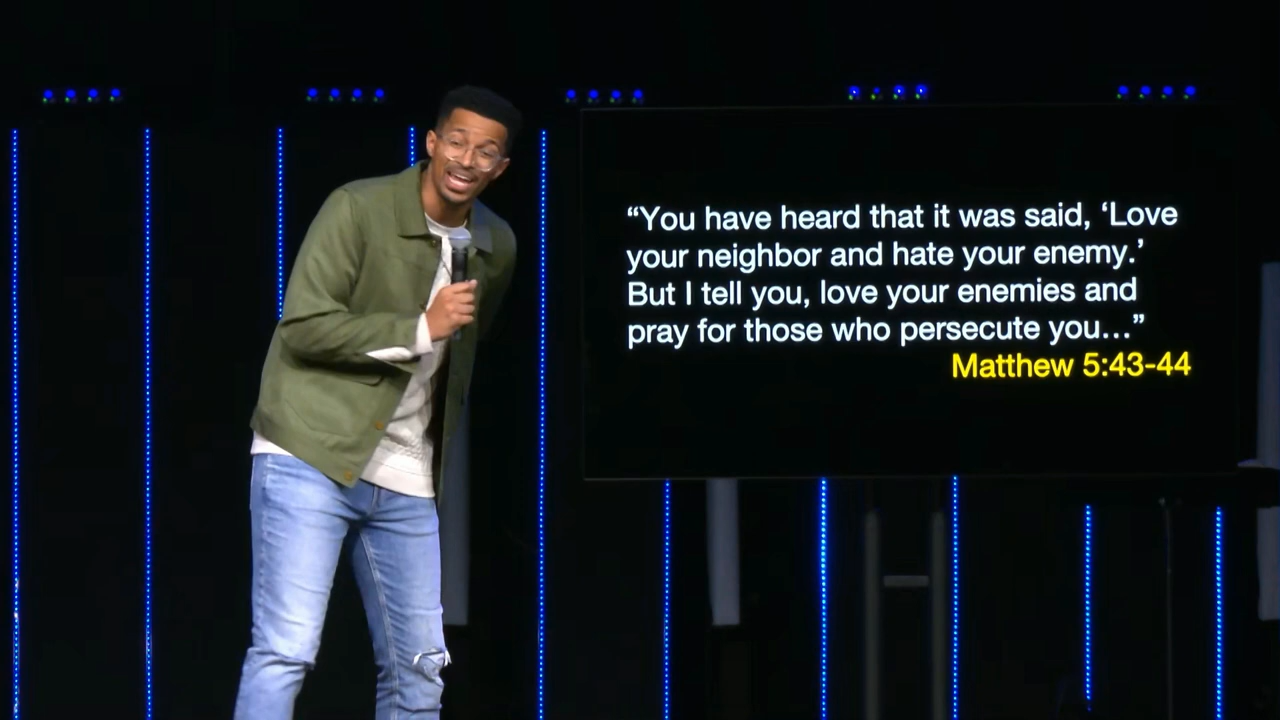 “You have heard that it was said, ‘Love
your neighbor and hate your enemy.’
But I tell you, love your enemies and
pray for those who persecute you...”
Matthew 5:43-44